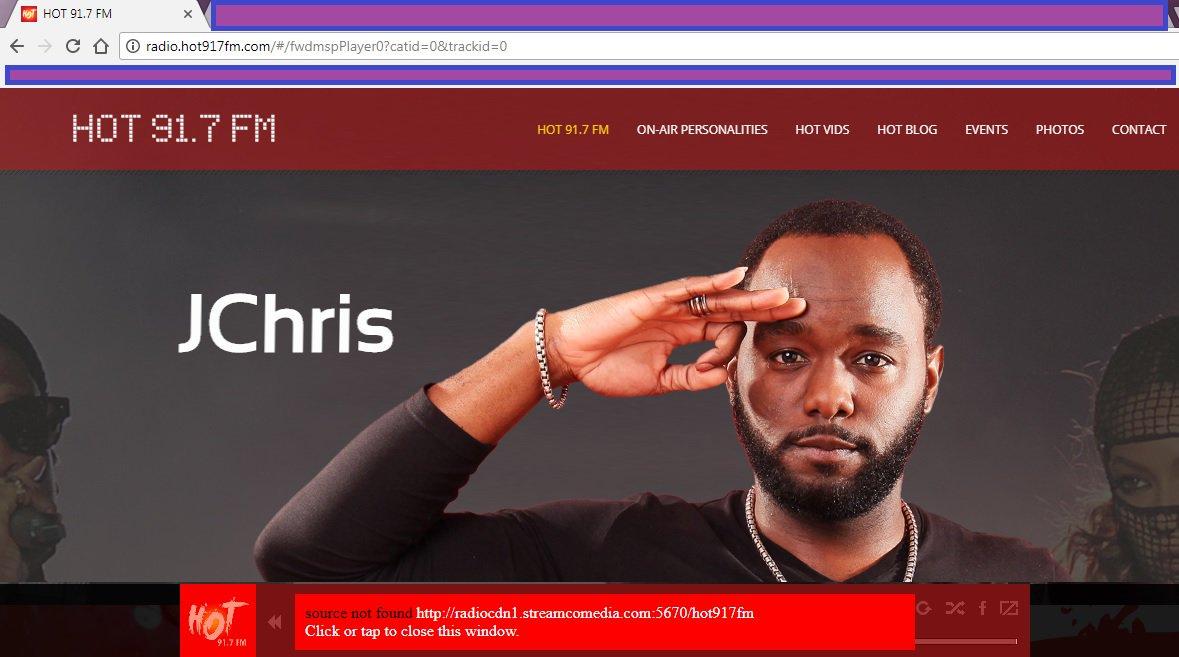 HOT 91.7 FM
radio.hot917fm.com/#/fwdmspPlayer0?catid=0&trackid=0
HOT 91.7 FM
HOT 91.7 FM ON-AIR PERSONALITIES HOT VIDS HOT BLOG EVENTS PHOTOS CONTACT
JChris
HOT
91.7 FM
source not found http://radiocdn1.streamcomedia.com:5670/hot917fm
Click or tap to close this window.